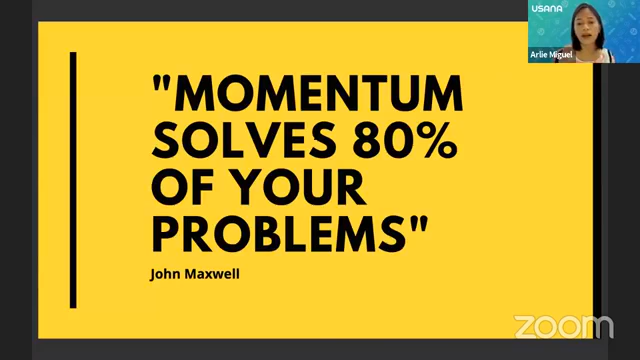 USANA
Arlie Miguel
"MOMENTUM
SOLVES 80%
OF YOUR
PROBLEMS"
John Maxwell
zoom